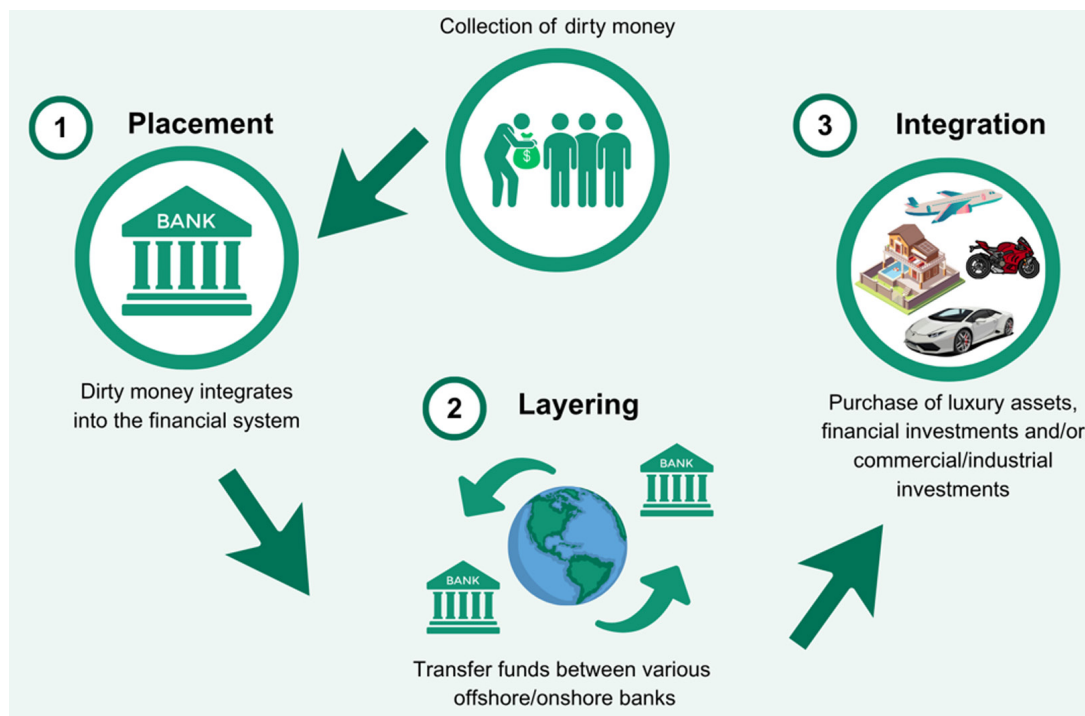 Collection of dirty money
1
Placement
BANK
Dirty money integrates
into the financial system
$
2
Layering
BANK
BANK
Transfer funds between various
offshore/onshore banks
3
Integration
Purchase of luxury assets,
financial investments and/or
commercial/industrial
investments